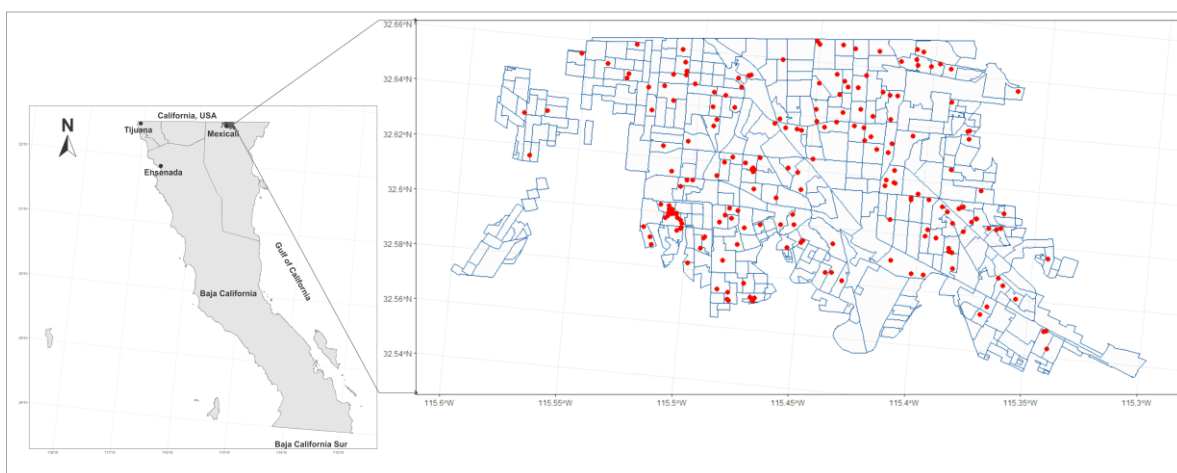 N
California, USA
Tijuana
Mexicali
Ensenada
Gulf of California
Baja California
Baja California Sur
32.66°N
32.64°N
32.62°N
32.6°N
32.58°N
32.56°N
32.54°N
115.6°W
115.55°W
115.5°W
115.45°W
115.4°W
115.35°W
115.3°W